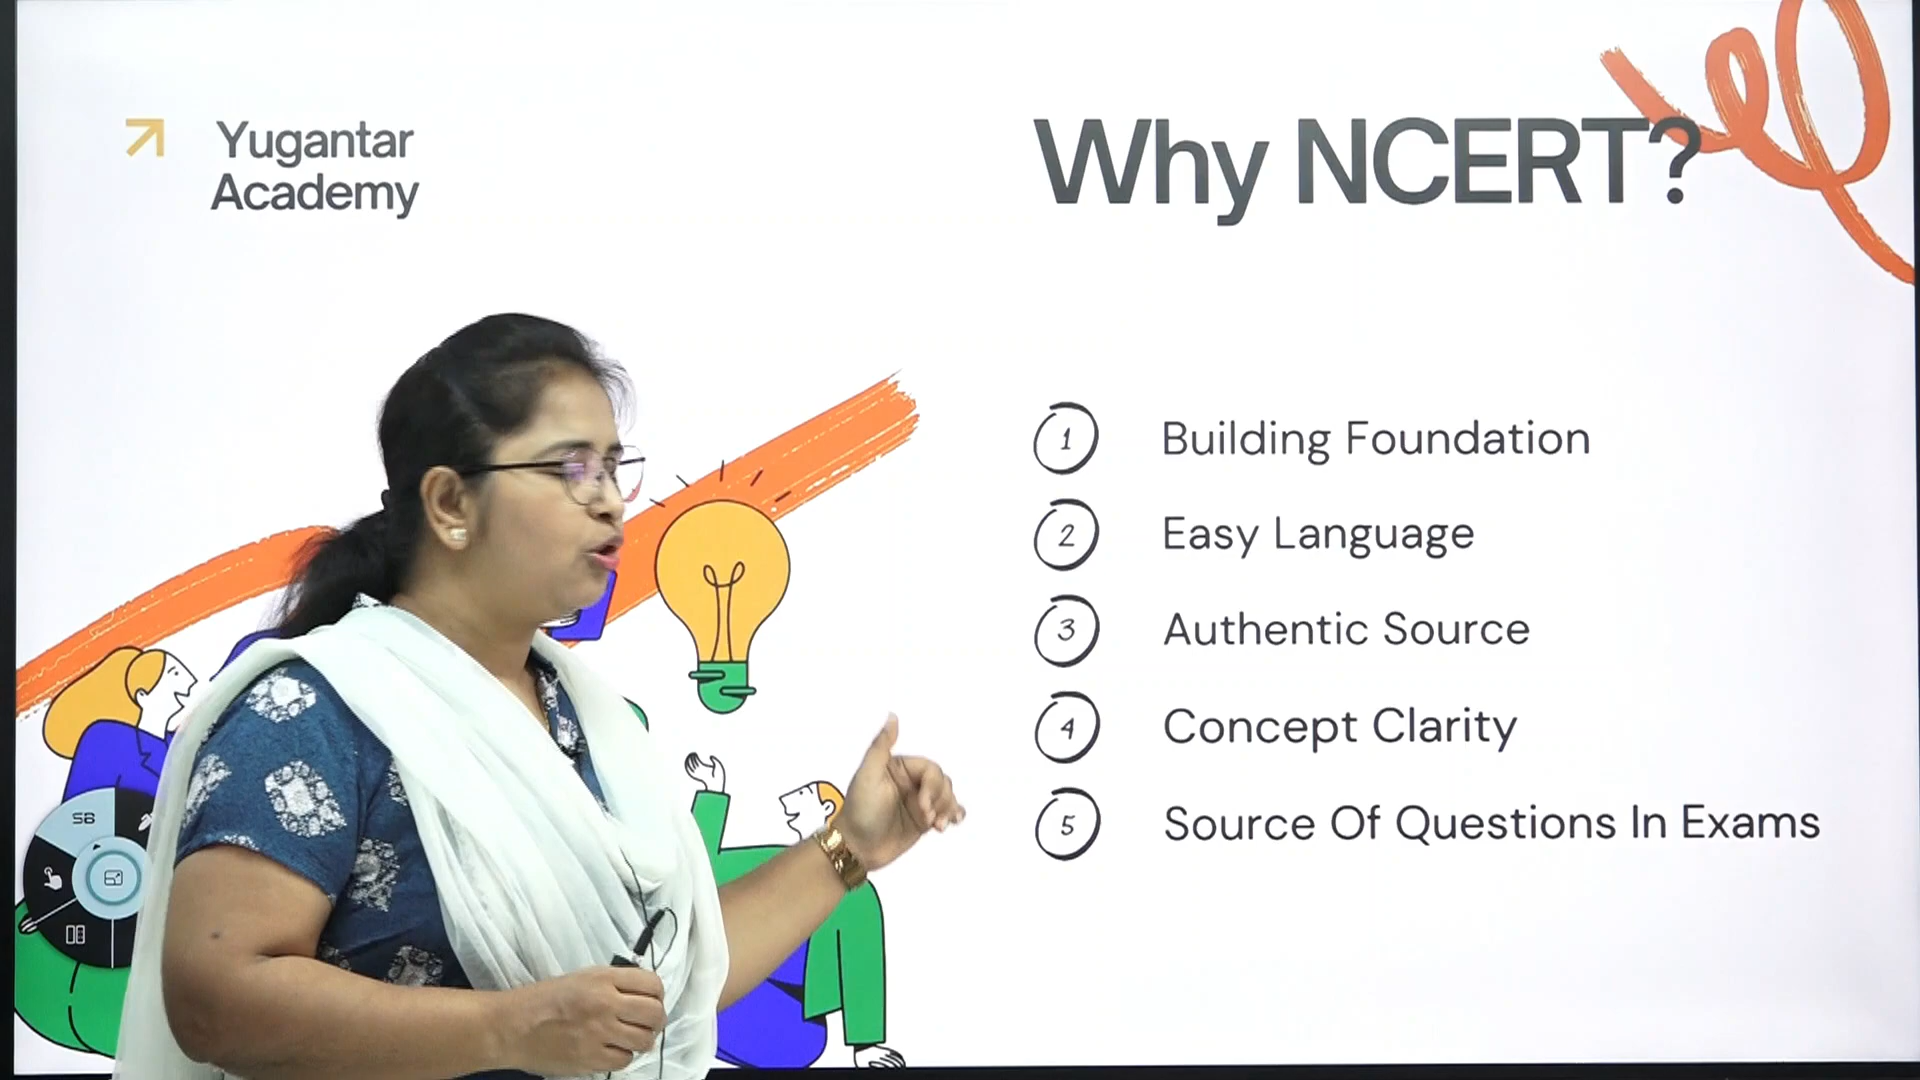 Yugantar
Academy
Why NCERT?
1 Building Foundation
2 Easy Language
3 Authentic Source
4 Concept Clarity
5 Source Of Questions In Exams
SB